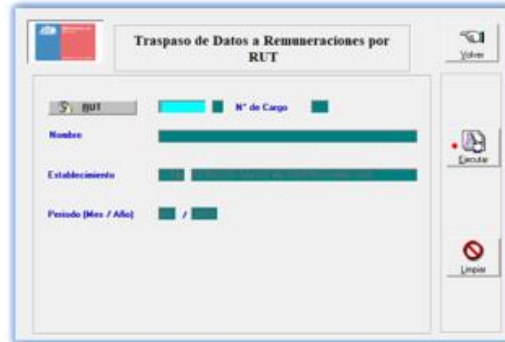 Traspaso de Datos a Remuneraciones por
RUT
Volver
RUT
N° de Cargo
Nombre
Ejecutar
Establecimiento
Periodo (Mes / Año)
/
Limpiar